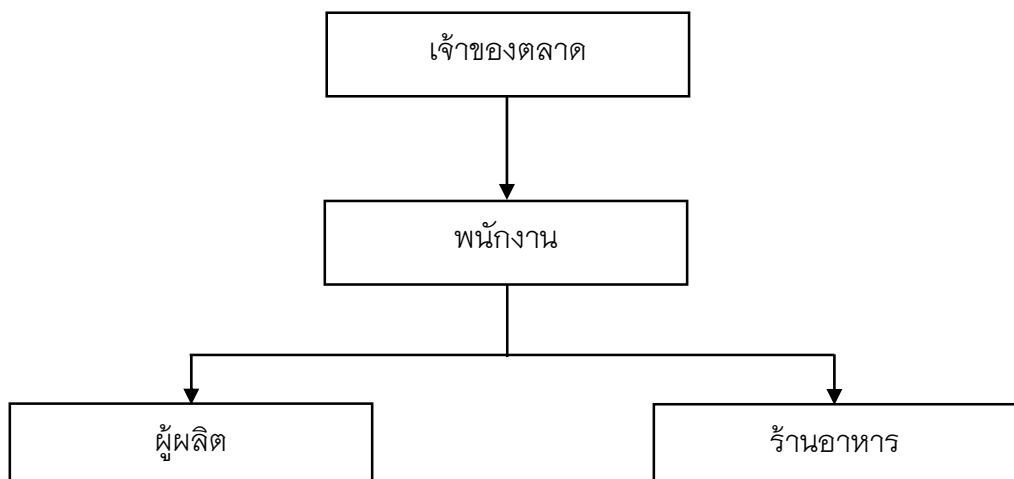 เจ้าของตลาด
พนักงาน
ผู้ผลิต
ร้านอาหาร